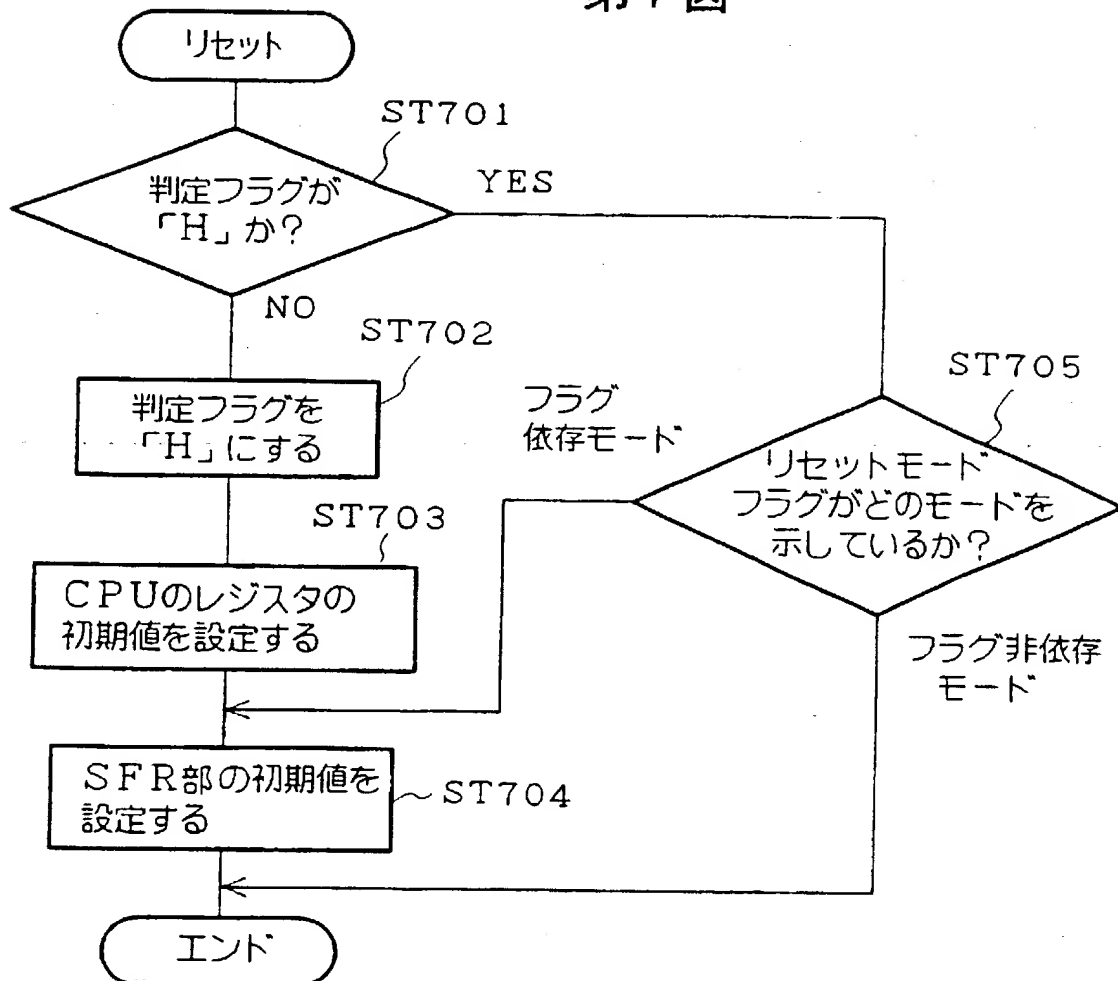 第7図
リセット
ST701
判定フラグが
「H」か?
YES
NO
ST702
判定フラグを
「H」にする
ST703
CPUのレジスタの
初期値を設定する
SFR部の初期値を
設定する
ST704
エンド
ST705
フラグ
依存モード
リセットモード
フラグがどのモードを
示しているか?
フラグ非依存
モード